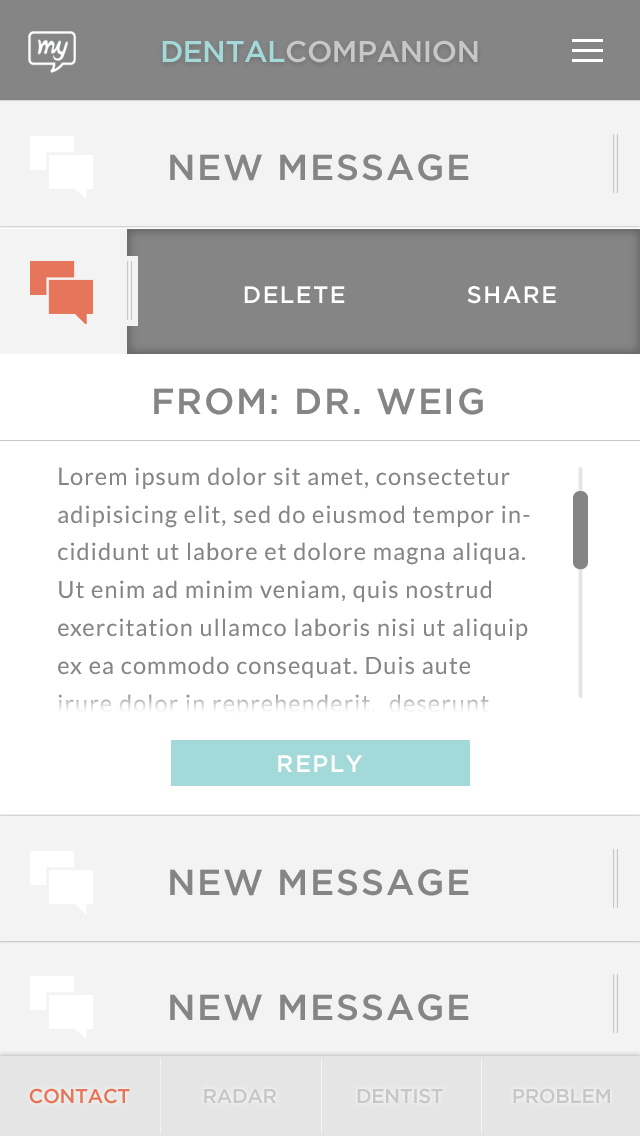 my
DENTALCOMPANION
NEW MESSAGE
DELETE SHARE
FROM: DR. WEIG
Lorem ipsum dolor sit amet, consectetur
adipisicing elit, sed do eiusmod tempor in-
cididunt ut labore et dolore magna aliqua.
Ut enim ad minim veniam, quis nostrud
exercitation ullamco laboris nisi ut aliquip
ex ea commodo consequat. Duis aute
irure dolor in reprehenderit, deserunt
REPLY
NEW MESSAGE
NEW MESSAGE
CONTACT RADAR DENTIST PROBLEM